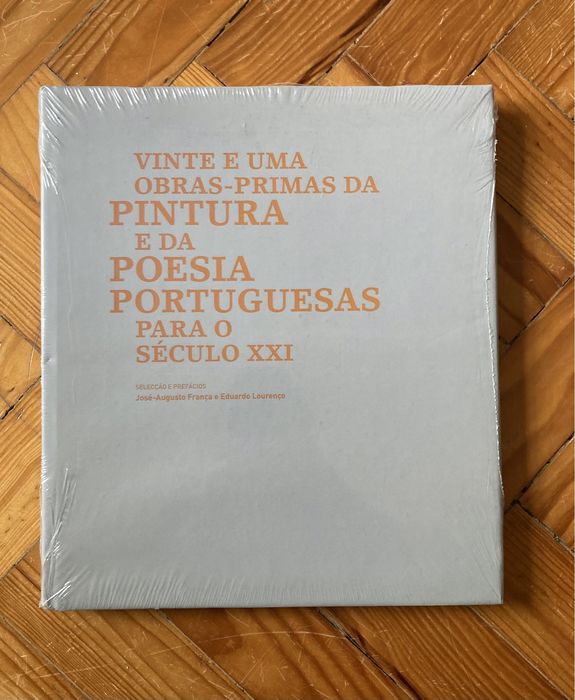 VINTE E UMA
OBRAS-PRIMAS DA
PINTURA
E DA
POESIA
PORTUGUESAS
PARA O
SÉCULO XXI
SELECÇÃO E PREFÁCIOS
José-Augusto França e Eduardo Lourenço